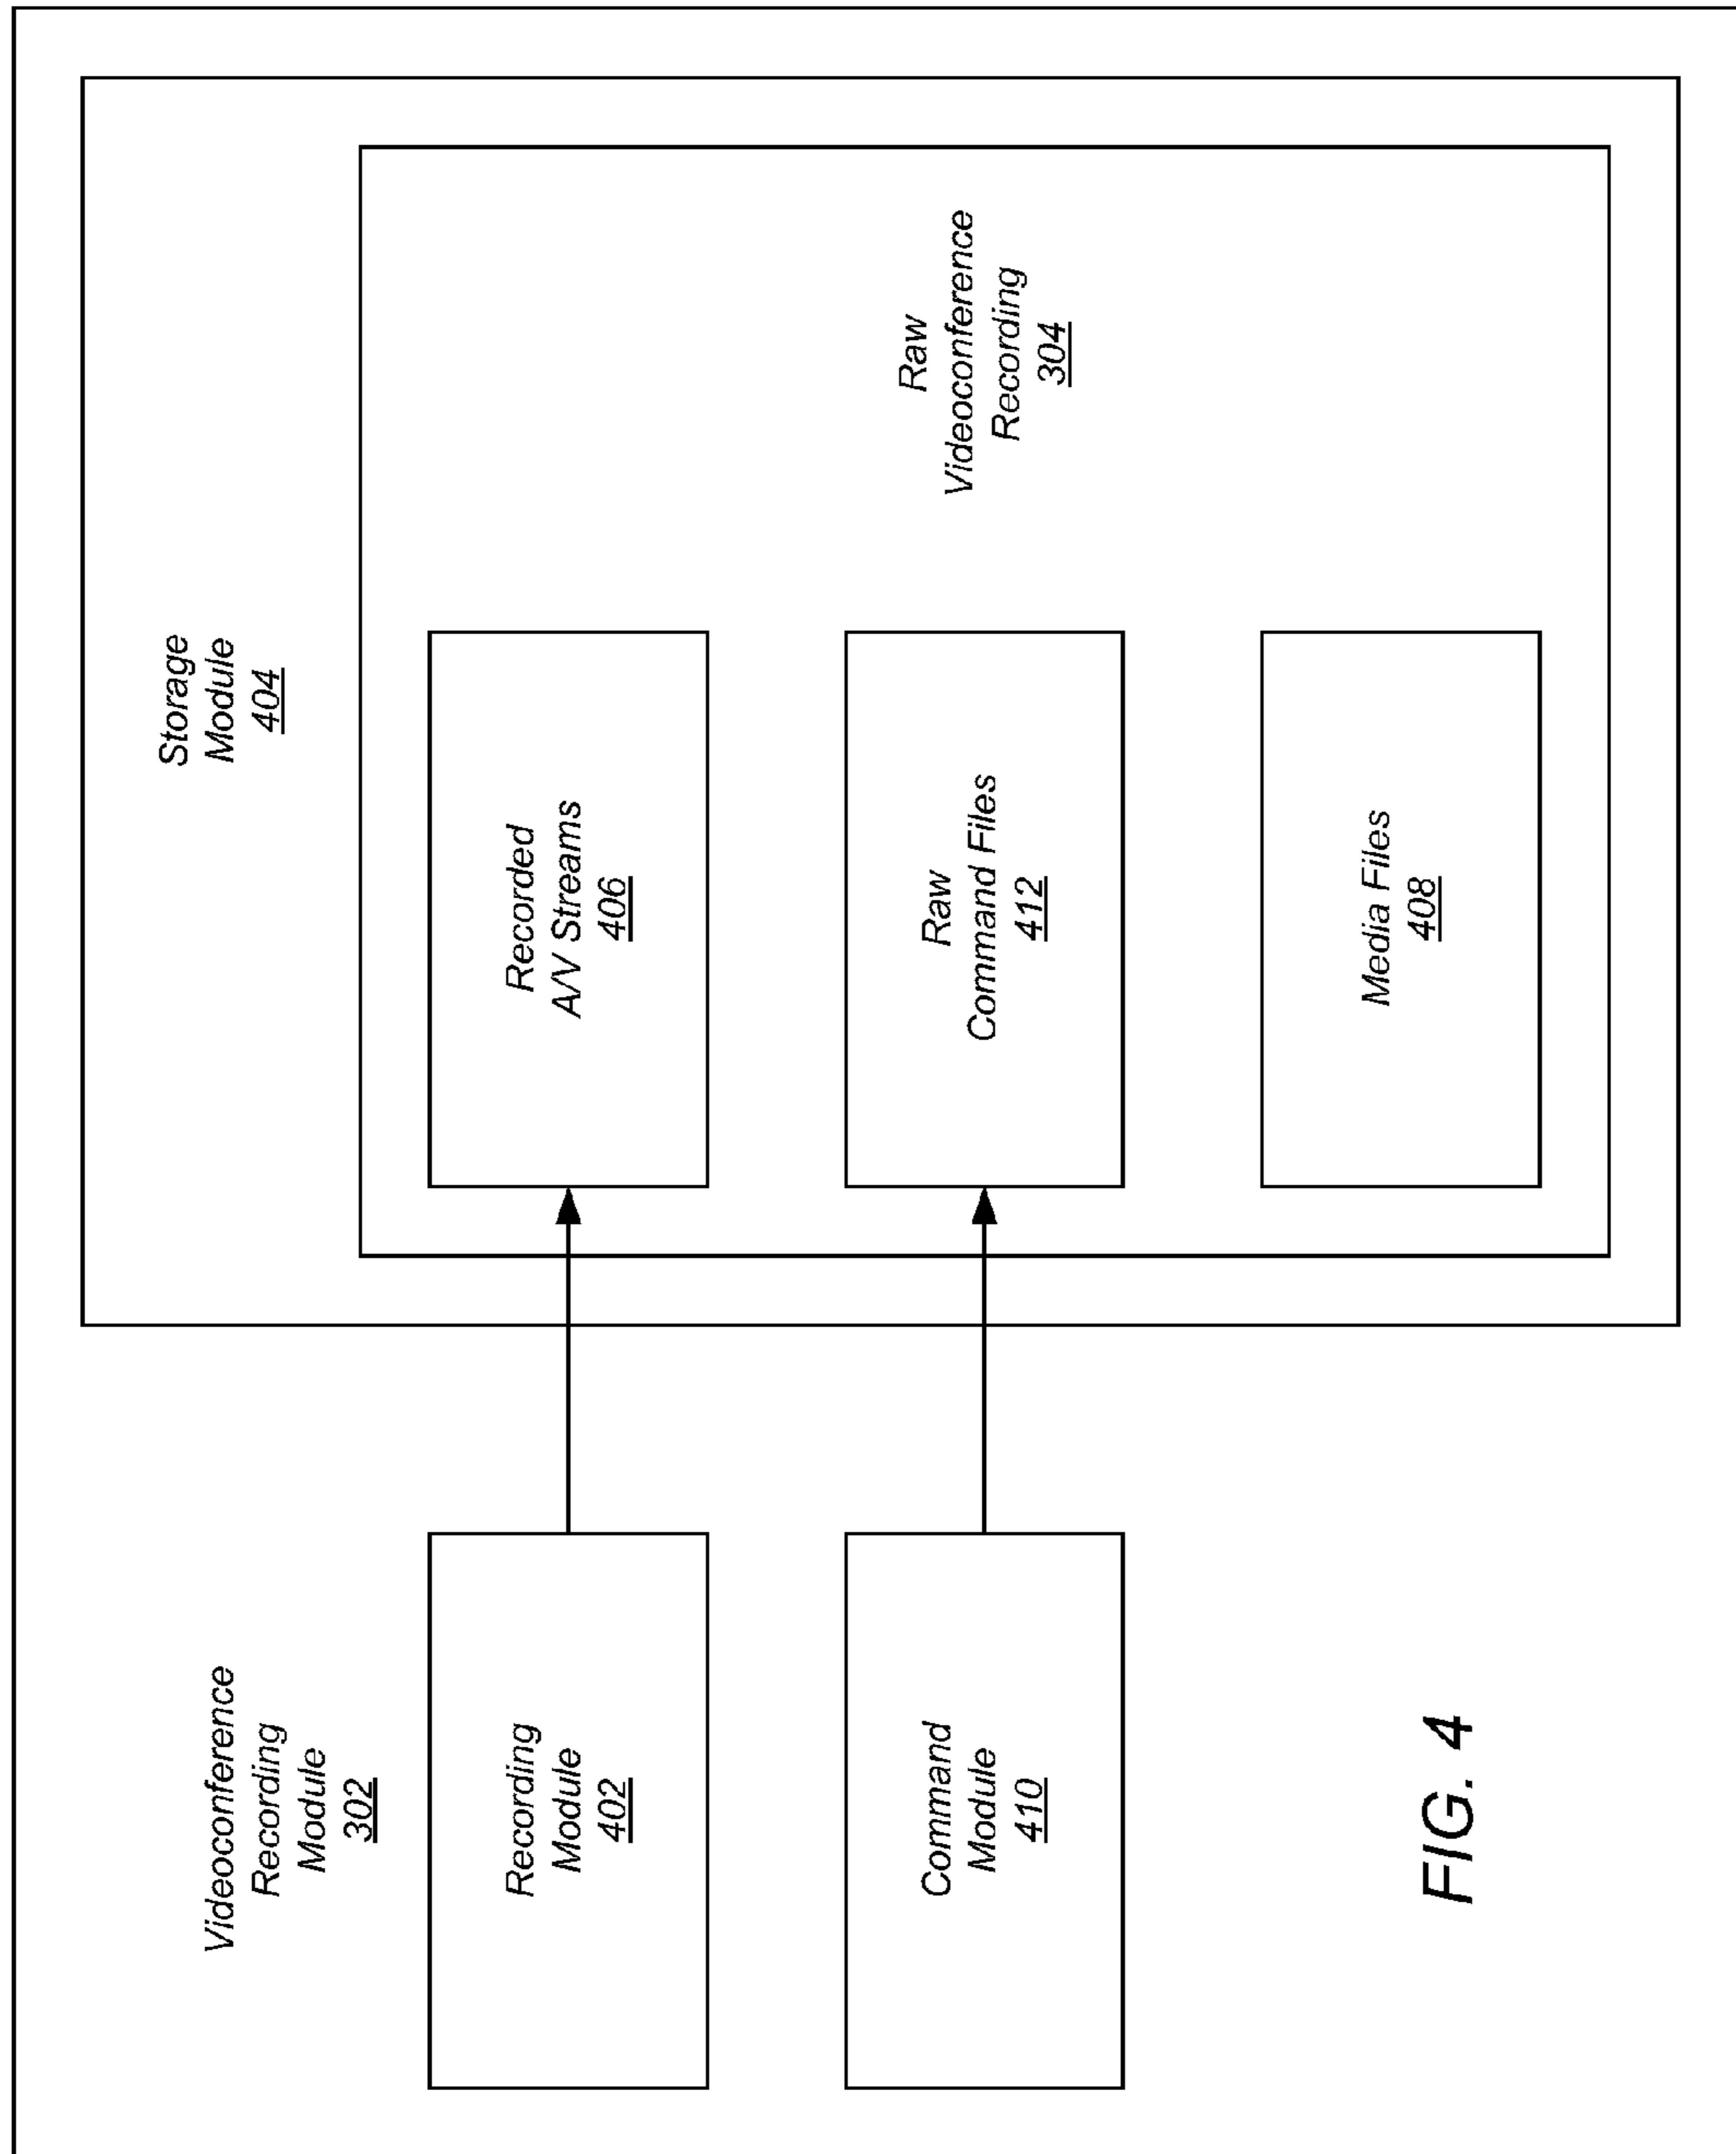 Videoconference
Recording
Module
302
Recording
Module
402
Command
Module
410
Storage
Module
404
Recorded
A/V Streams
406
Raw
Command Files
412
Media Files
408
Raw
Videoconference
Recording
304
FIG. 4